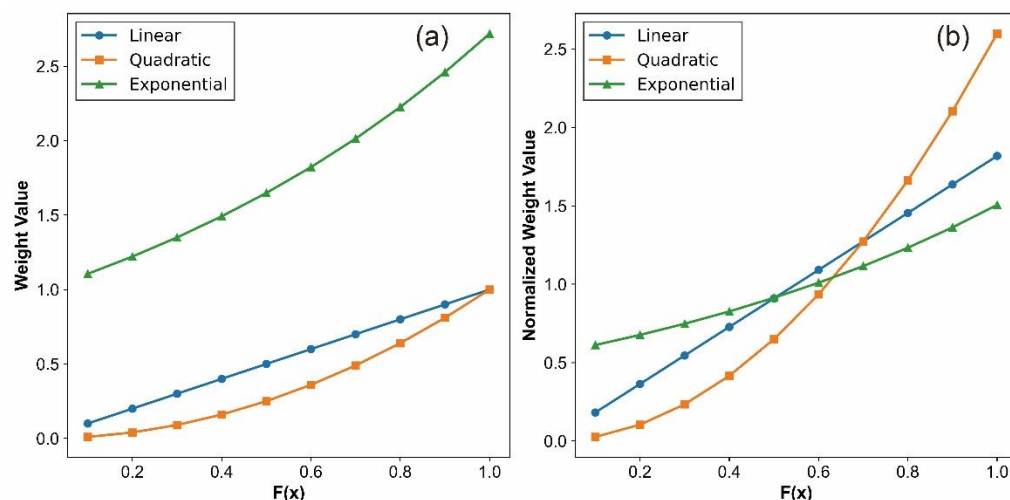 (a)
Linear
Quadratic
Exponential
Weight Value
2.5
2.0
1.5
1.0
0.5
0.0
0.2 0.4 0.6 0.8 1.0
F(x)
(b)
Linear
Quadratic
Exponential
Normalized Weight Value
2.5
2.0
1.5
1.0
0.5
0.0
0.2 0.4 0.6 0.8 1.0
F(x)